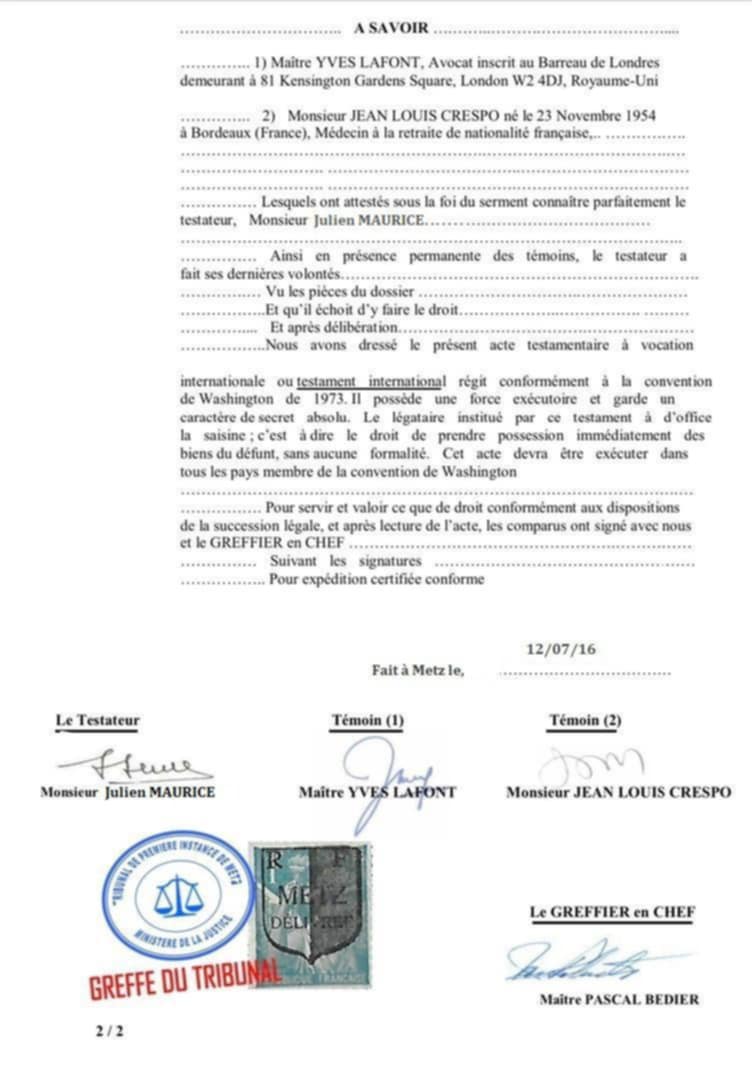 ................................ A SAVOIR ................................................
.............. 1) Maître YVES LAFONT, Avocat inscrit au Barreau de Londres
demeurant à 81 Kensington Gardens Square, London W2 4DJ, Royaume-Uni
.............. 2) Monsieur JEAN LOUIS CRESPO né le 23 Novembre 1954
à Bordeaux (France), Médecin à la retraite de nationalité française,.. ................
.....................................................................................................
............................. ......................................................................
............................. ......................................................................
............... Lesquels ont attestés sous la foi du serment connaître parfaitement le
testateur, Monsieur Julien MAURICE.............................................
.....................................................................................................
............... Ainsi en présence permanente des témoins, le testateur a
fait ses dernières volontés.......................................................................
................ Vu les pièces du dossier .....................................................
.................Et qu'il échoit d'y faire le droit.................................. ...........
............... Et après délibération...........................................................
.................Nous avons dressé le présent acte testamentaire à vocation
internationale ou testament international régit conformément à la convention
de Washington de 1973. Il possède une force exécutoire et garde un
caractère de secret absolu. Le légataire institué par ce testament à d'office
la saisine ; c'est à dire le droit de prendre possession immédiatement des
biens du défunt, sans aucune formalité. Cet acte devra être exécuter dans
tous les pays membre de la convention de Washington
.....................................................................................................
................ Pour servir et valoir ce que de droit conformément aux dispositions
de la succession légale, et après lecture de l'acte, les comparus ont signé avec nous
et le GREFFIER en CHEF ....................................................................
............... Suivant les signatures ....................................................
................. Pour expédition certifiée conforme
12/07/16
Fait à Metz le, ..................................
Le Testateur Témoin (1) Témoin (2)
Monsieur Julien MAURICE Maître YVES LAFONT Monsieur JEAN LOUIS CRESPO
TRIBUNAL DE PREMIERE INSTANCE DE METZ
MINISTERE DE LA JUSTICE
R F
1
METZ
DELIVREE
FRANCAISE
GREFFE DU TRIBUNAL
Le GREFFIER en CHEF
Maître PASCAL BEDIER
2 / 2